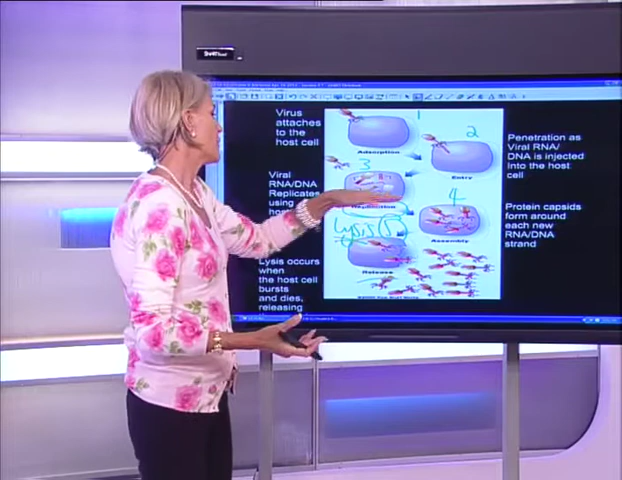 Virus
attaches
to the
host cell
1
Adsorption
2
Entry
Penetration as
Viral RNA/
DNA is injected
into the host
cell
Viral
RNA/DNA
Replicates
using
3
4
Assembly
Protein capsids
form around
each new
RNA/DNA
strand
Lysis (5)
Lysis occurs
when the
host cell
bursts
and dies,
releasing
Release